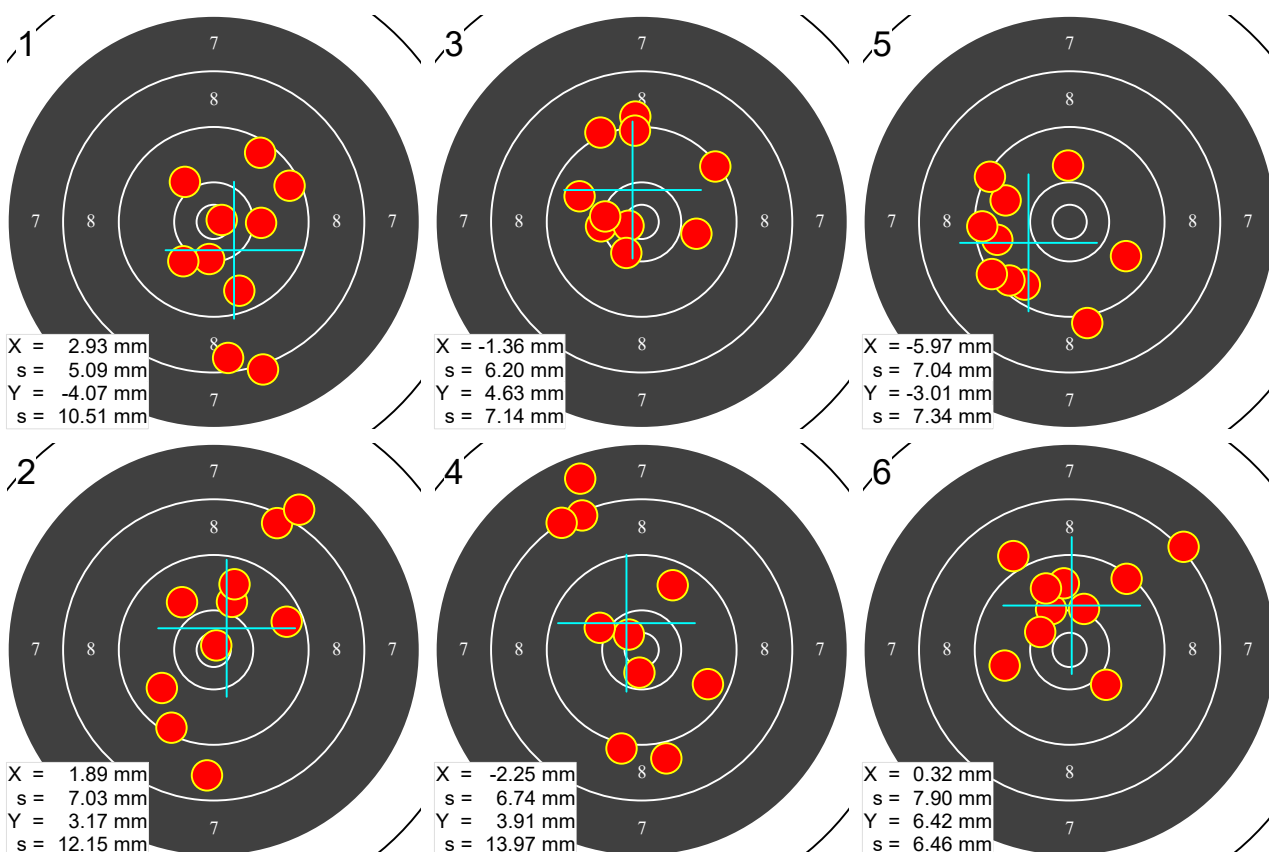 1
7
8
7 8 8 7
8
7
X = 2.93 mm
s = 5.09 mm
Y = -4.07 mm
s = 10.51 mm
3
7
8
X = -1.36 mm
s = 6.20 mm
Y = 4.63 mm
s = 7.14 mm
7 8 8 7
8
7
5
7
8
7 8 8 7
8
7
X = -5.97 mm
s = 7.04 mm
Y = -3.01 mm
s = 7.34 mm
2
7
8
7 8 8 7
7
X = 1.89 mm
s = 7.03 mm
Y = 3.17 mm
s = 12.15 mm
4
7
8
7 8 8 7
8
7
X = -2.25 mm
s = 6.74 mm
Y = 3.91 mm
s = 13.97 mm
6
7
8
7 8 8 7
8
7
X = 0.32 mm
s = 7.90 mm
Y = 6.42 mm
s = 6.46 mm